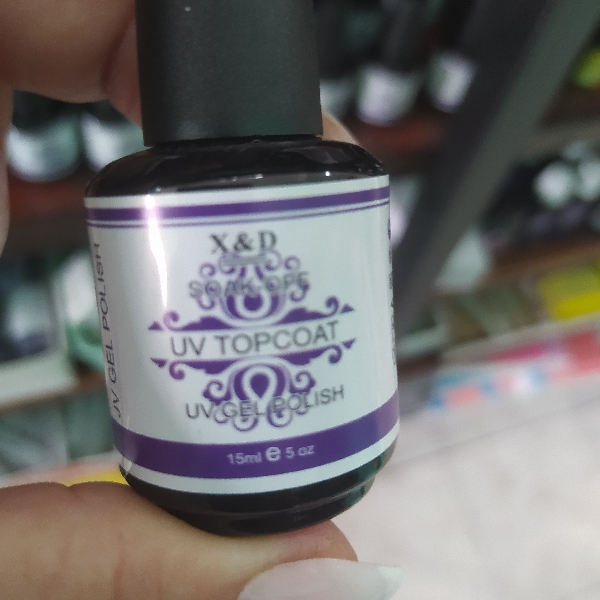 X&D
SOAK-OFF
UV TOPCOAT
UV GEL POLISH
15ml e 5 oz
UV GEL POLISH